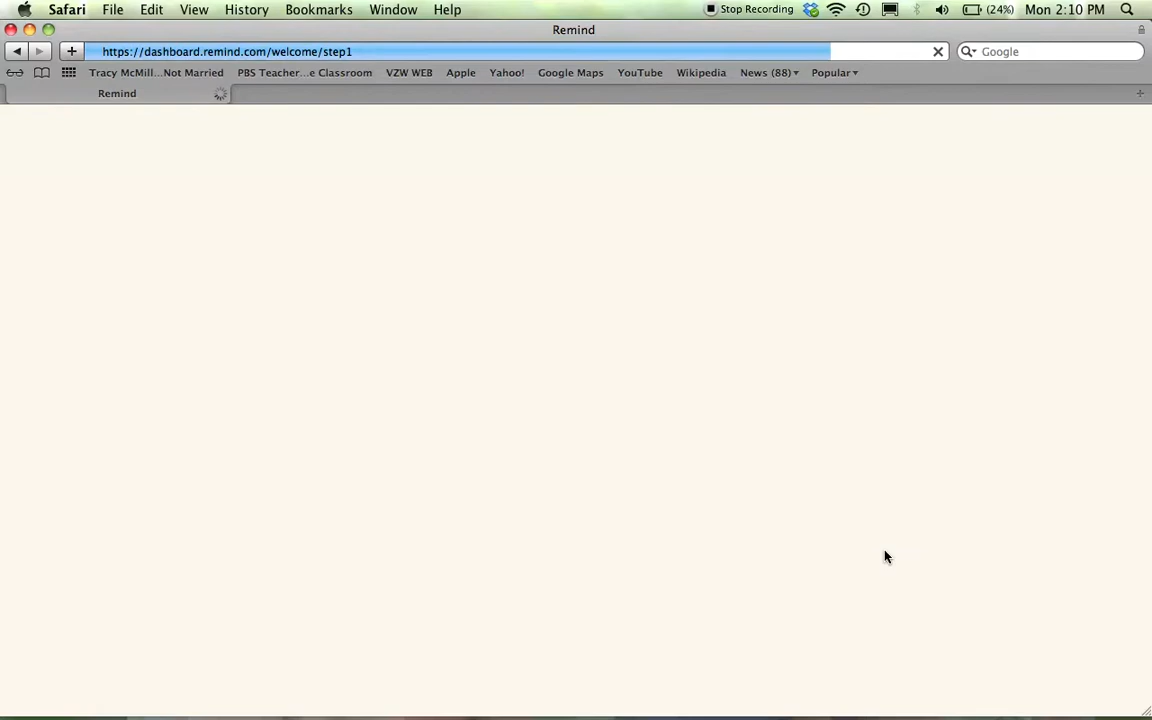 Safari File Edit View History Bookmarks Window Help Stop Recording (24%) Mon 2:10 PM
Remind
https://dashboard.remind.com/welcome/step1 Google
Tracy McMill...Not Married PBS Teacher...e Classroom VZW WEB Apple Yahoo! Google Maps YouTube Wikipedia News (88)▾ Popular▾
Remind